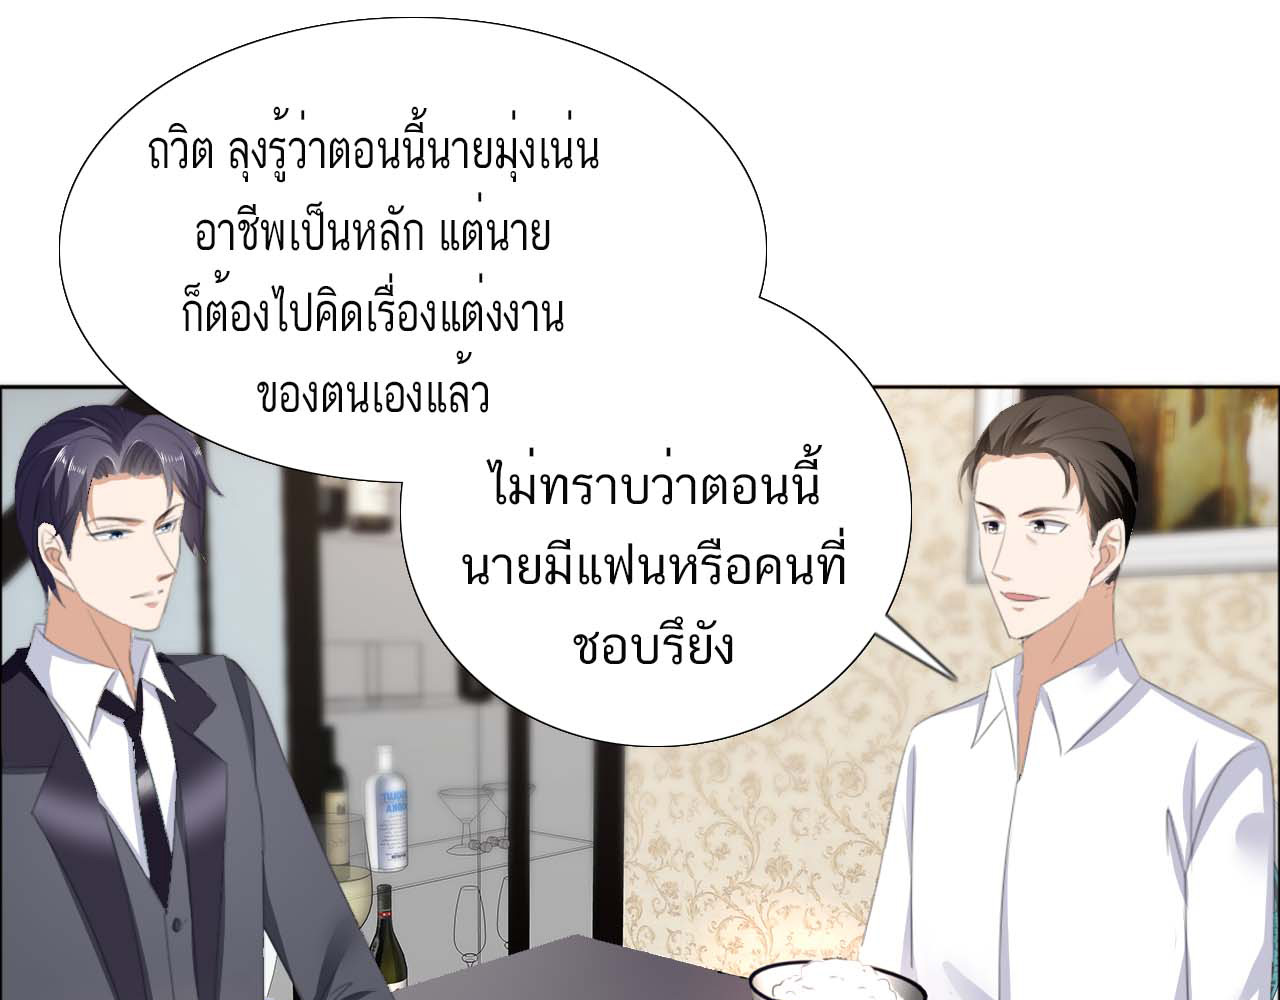 ถวิต ลุงรู้ว่าตอนนี้นายมุ่งเน่น
อาชีพเป็นหลัก แต่นาย
ก็ต้องไปคิดเรื่องแต่งงาน
ของตนเองแล้ว
ไม่ทราบว่าตอนนี้
นายมีแฟนหรือคนที่
ชอบรึยัง